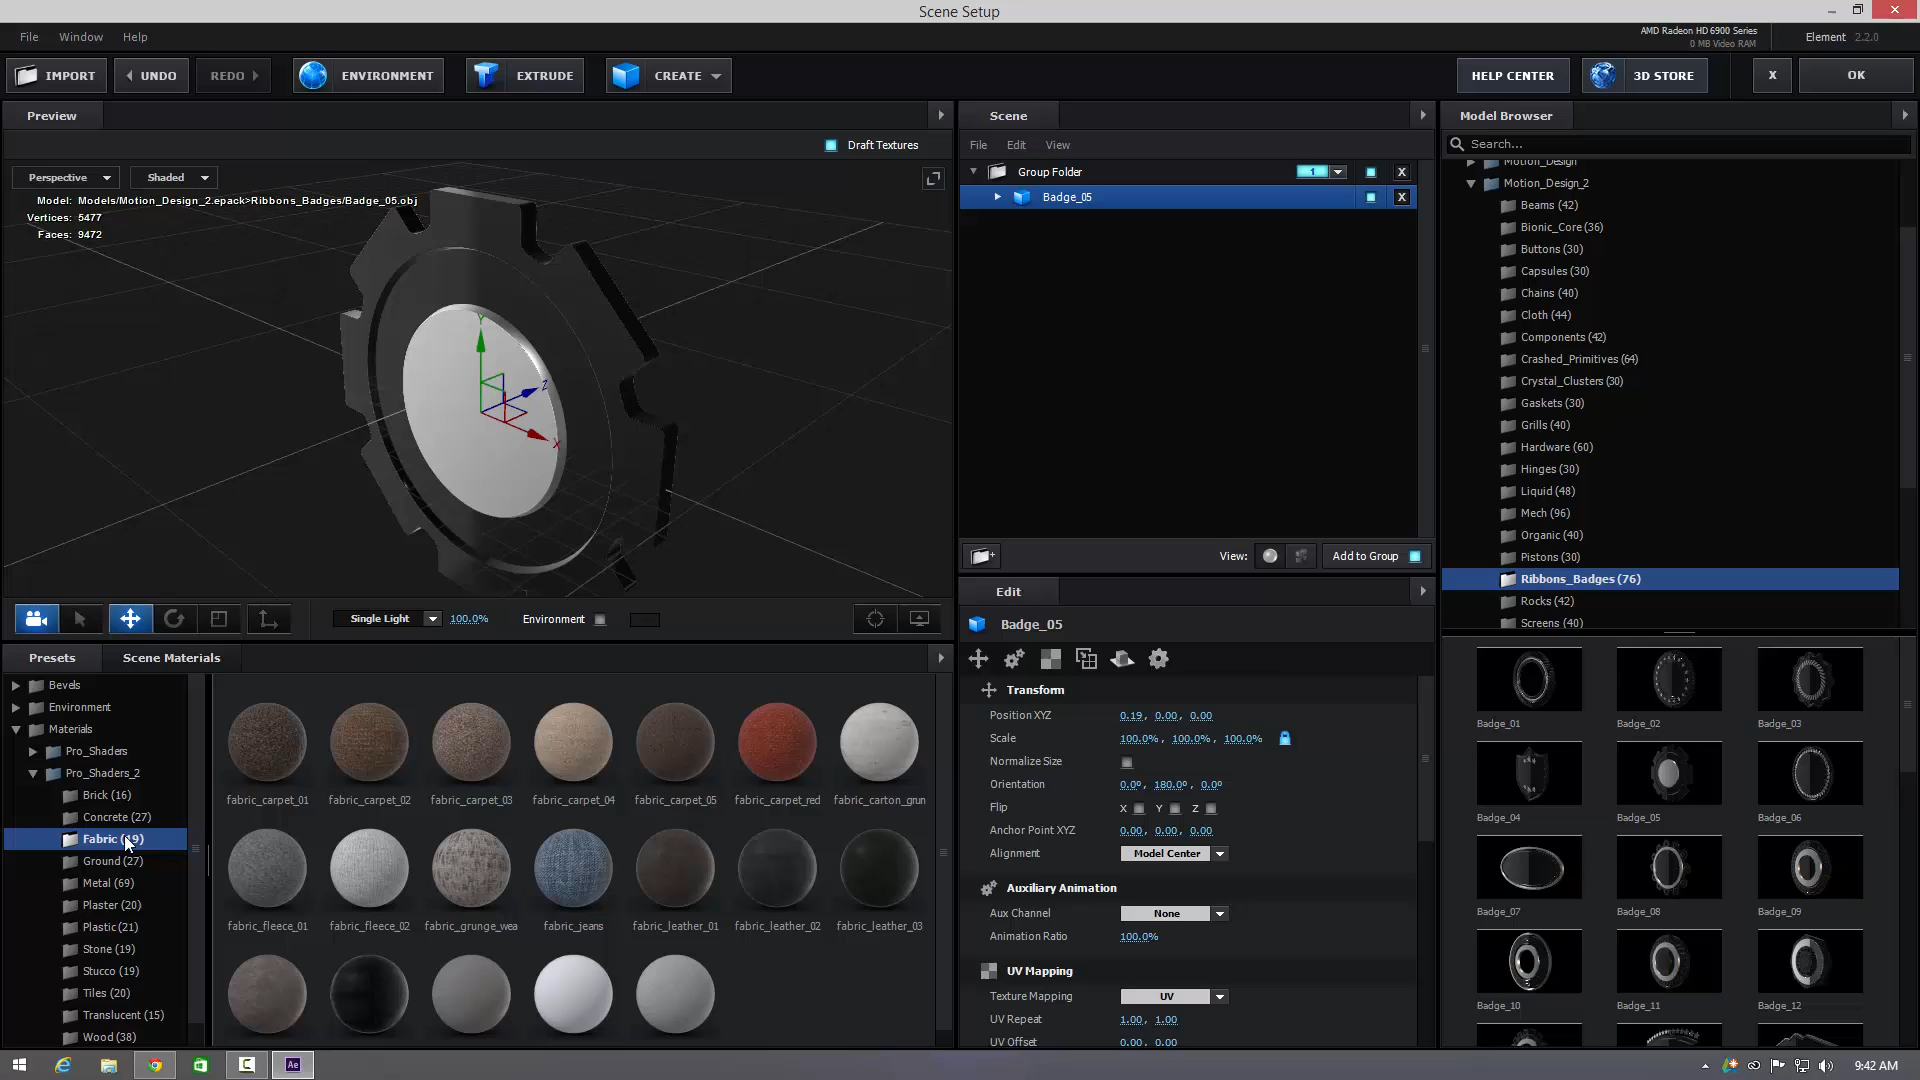 Scene Setup
File Window Help
AMD Radeon HD 6900 Series
0 MB Video RAM
Element 2.2.0
IMPORT UNDO REDO ENVIRONMENT EXTRUDE CREATE HELP CENTER 3D STORE X OK
Preview
Draft Textures
Perspective Shaded
Model: Models/Motion_Design_2.epack>Ribbons_Badges/Badge_05.obj
Vertices: 5477
Faces: 9472
Y
Z
X
Single Light 100.0% Environment
Scene
File Edit View
Group Folder 1 X
Badge_05 X
View: Add to Group
Model Browser
Search...
Motion_Design
Motion_Design_2
Beams (42)
Bionic_Core (36)
Buttons (30)
Capsules (30)
Chains (40)
Cloth (44)
Components (42)
Crashed_Primitives (64)
Crystal_Clusters (30)
Gaskets (30)
Grills (40)
Hardware (60)
Hinges (30)
Liquid (48)
Mech (96)
Organic (40)
Pistons (30)
Ribbons_Badges (76)
Rocks (42)
Screens (40)
Presets Scene Materials
Bevels
Environment
Materials
Pro_Shaders
Pro_Shaders_2
Brick (16)
Concrete (27)
Fabric (19)
Ground (27)
Metal (69)
Plaster (20)
Plastic (21)
Stone (19)
Stucco (19)
Tiles (20)
Translucent (15)
Wood (38)
fabric_carpet_01 fabric_carpet_02 fabric_carpet_03 fabric_carpet_04 fabric_carpet_05 fabric_carpet_red fabric_carton_grun
fabric_fleece_01 fabric_fleece_02 fabric_grunge_wea fabric_jeans fabric_leather_01 fabric_leather_02 fabric_leather_03
Edit
Badge_05
Transform
Position XYZ 0.19, 0.00, 0.00
Scale 100.0%, 100.0%, 100.0%
Normalize Size
Orientation 0.0º, 180.0º, 0.0º
Flip X Y Z
Anchor Point XYZ 0.00, 0.00, 0.00
Alignment Model Center
Auxiliary Animation
Aux Channel None
Animation Ratio 100.0%
UV Mapping
Texture Mapping UV
UV Repeat 1.00, 1.00
UV Offset 0.00, 0.00
Badge_01 Badge_02 Badge_03
Badge_04 Badge_05 Badge_06
Badge_07 Badge_08 Badge_09
Badge_10 Badge_11 Badge_12
Ae
9:42 AM